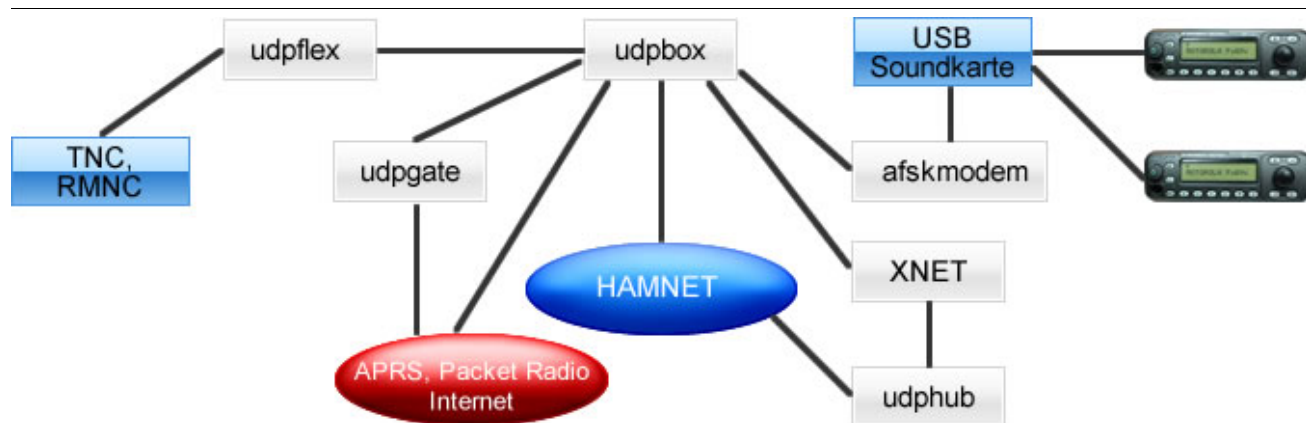 udpflex
udpbox
USB
Soundkarte
TNC,
RMNC
udpgate
afskmodem
HAMNET
XNET
APRS, Packet Radio
Internet
udphub